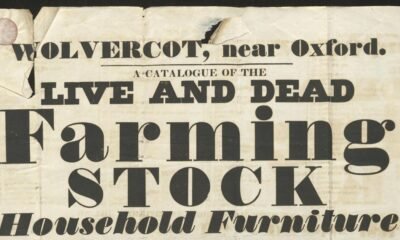 WOLVERCOT, near Oxford.
A CATALOGUE OF THE
LIVE AND DEAD
Farming
STOCK
Household Furniture